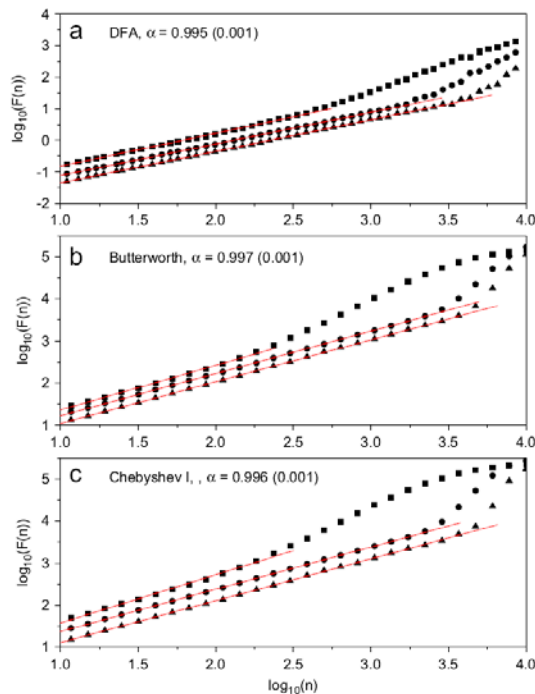 a DFA, α = 0.995 (0.001)
log10(F(n))
4
3
2
1
0
-1
-2
1.0 1.5 2.0 2.5 3.0 3.5 4.0
b Butterworth, α = 0.997 (0.001)
log10(F(n))
5
4
3
2
1
1.0 1.5 2.0 2.5 3.0 3.5 4.0
c Chebyshev I, , α = 0.996 (0.001)
log10(F(n))
5
4
3
2
1
1.0 1.5 2.0 2.5 3.0 3.5 4.0
log10(n)